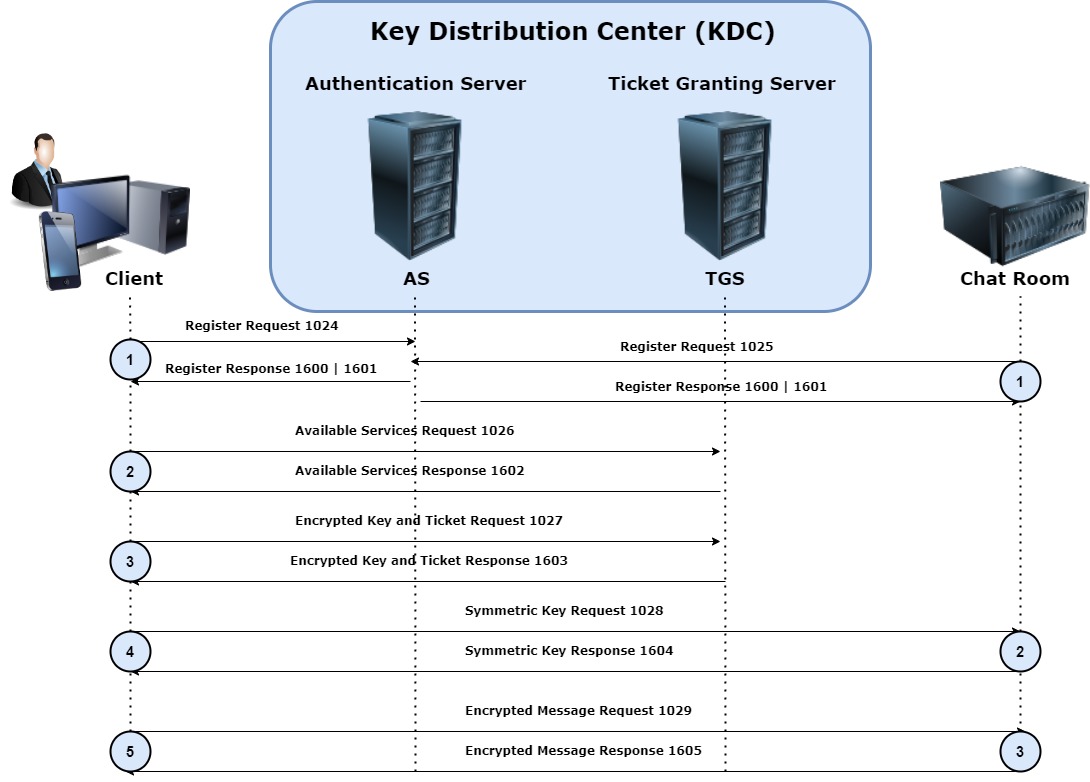 Key Distribution Center (KDC)
Authentication Server
Ticket Granting Server
Client
AS
TGS
Chat Room
Register Request 1024
Register Request 1025
1
Register Response 1600 | 1601
1
Register Response 1600 | 1601
Available Services Request 1026
2
Available Services Response 1602
Encrypted Key and Ticket Request 1027
3
Encrypted Key and Ticket Response 1603
Symmetric Key Request 1028
4
Symmetric Key Response 1604
2
Encrypted Message Request 1029
5
Encrypted Message Response 1605
3